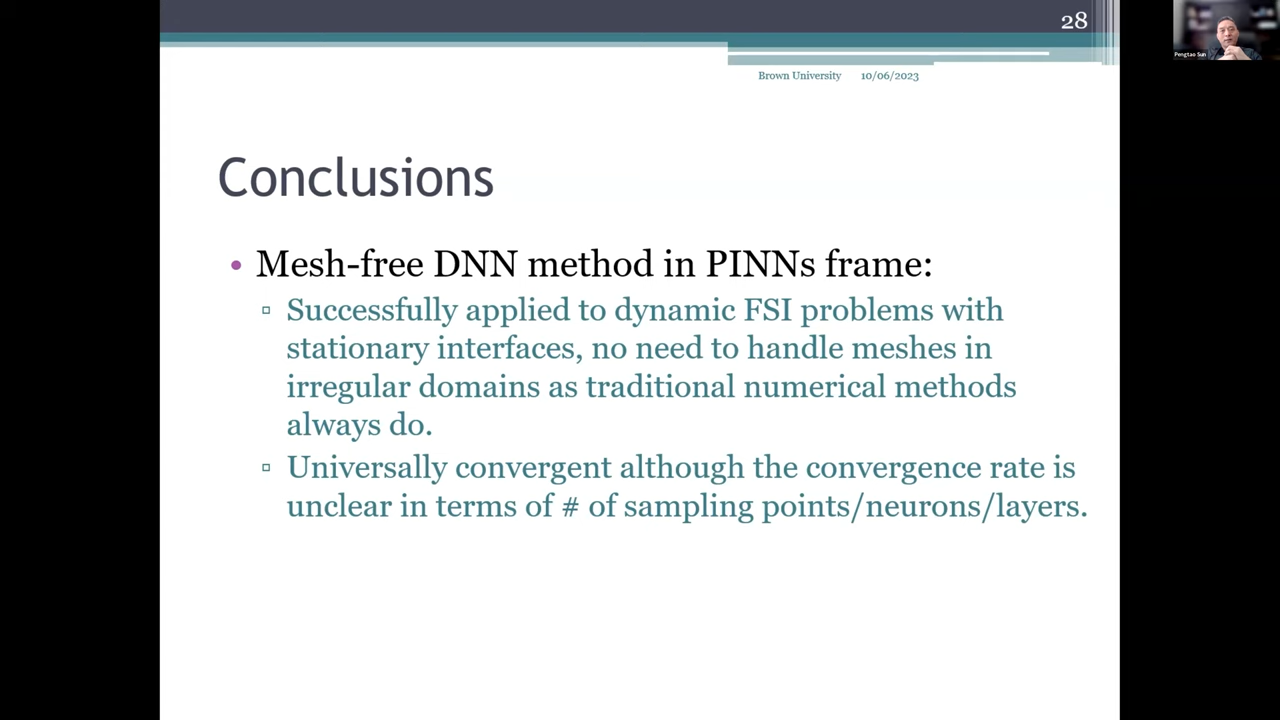 28
Pengtao Sun
Brown University 10/06/2023
Conclusions
• Mesh-free DNN method in PINNs frame:
▫ Successfully applied to dynamic FSI problems with
stationary interfaces, no need to handle meshes in
irregular domains as traditional numerical methods
always do.
▫ Universally convergent although the convergence rate is
unclear in terms of # of sampling points/neurons/layers.